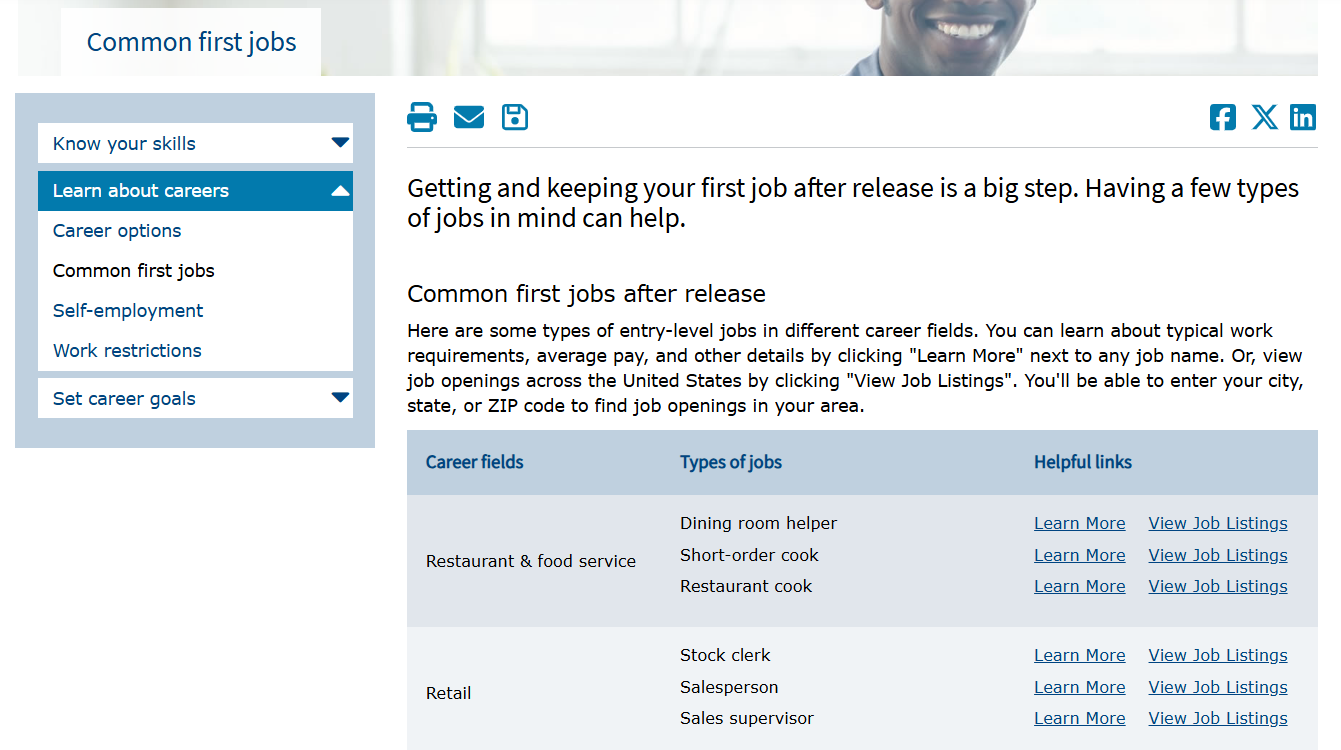 Common first jobs
Know your skills
Learn about careers
Career options
Common first jobs
Self-employment
Work restrictions
Set career goals
Getting and keeping your first job after release is a big step. Having a few types
of jobs in mind can help.
Common first jobs after release
Here are some types of entry-level jobs in different career fields. You can learn about typical work
requirements, average pay, and other details by clicking "Learn More" next to any job name. Or, view
job openings across the United States by clicking "View Job Listings". You'll be able to enter your city,
state, or ZIP code to find job openings in your area.
Career fields Types of jobs Helpful links
Restaurant & food service
Dining room helper Learn More View Job Listings
Short-order cook Learn More View Job Listings
Restaurant cook Learn More View Job Listings
Retail
Stock clerk Learn More View Job Listings
Salesperson Learn More View Job Listings
Sales supervisor Learn More View Job Listings